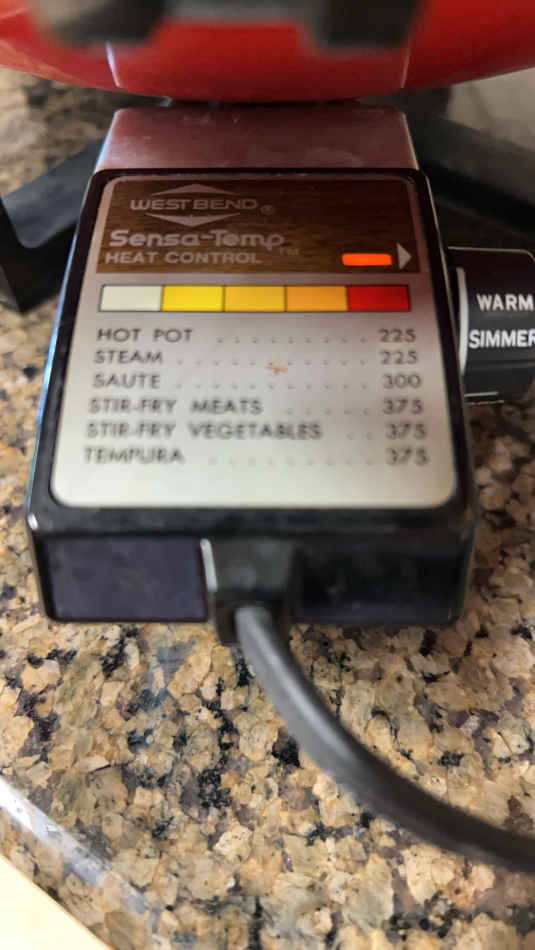 WEST BEND ®
Sensa-Temp™
HEAT CONTROL
HOT POT . . . . . . . . . 225
STEAM . . . . . . . . . . . 225
SAUTE . . . . . . . . . . . 300
STIR-FRY MEATS . . . . . 375
STIR-FRY VEGETABLES . . 375
TEMPURA . . . . . . . . . 375
WARM
SIMMER